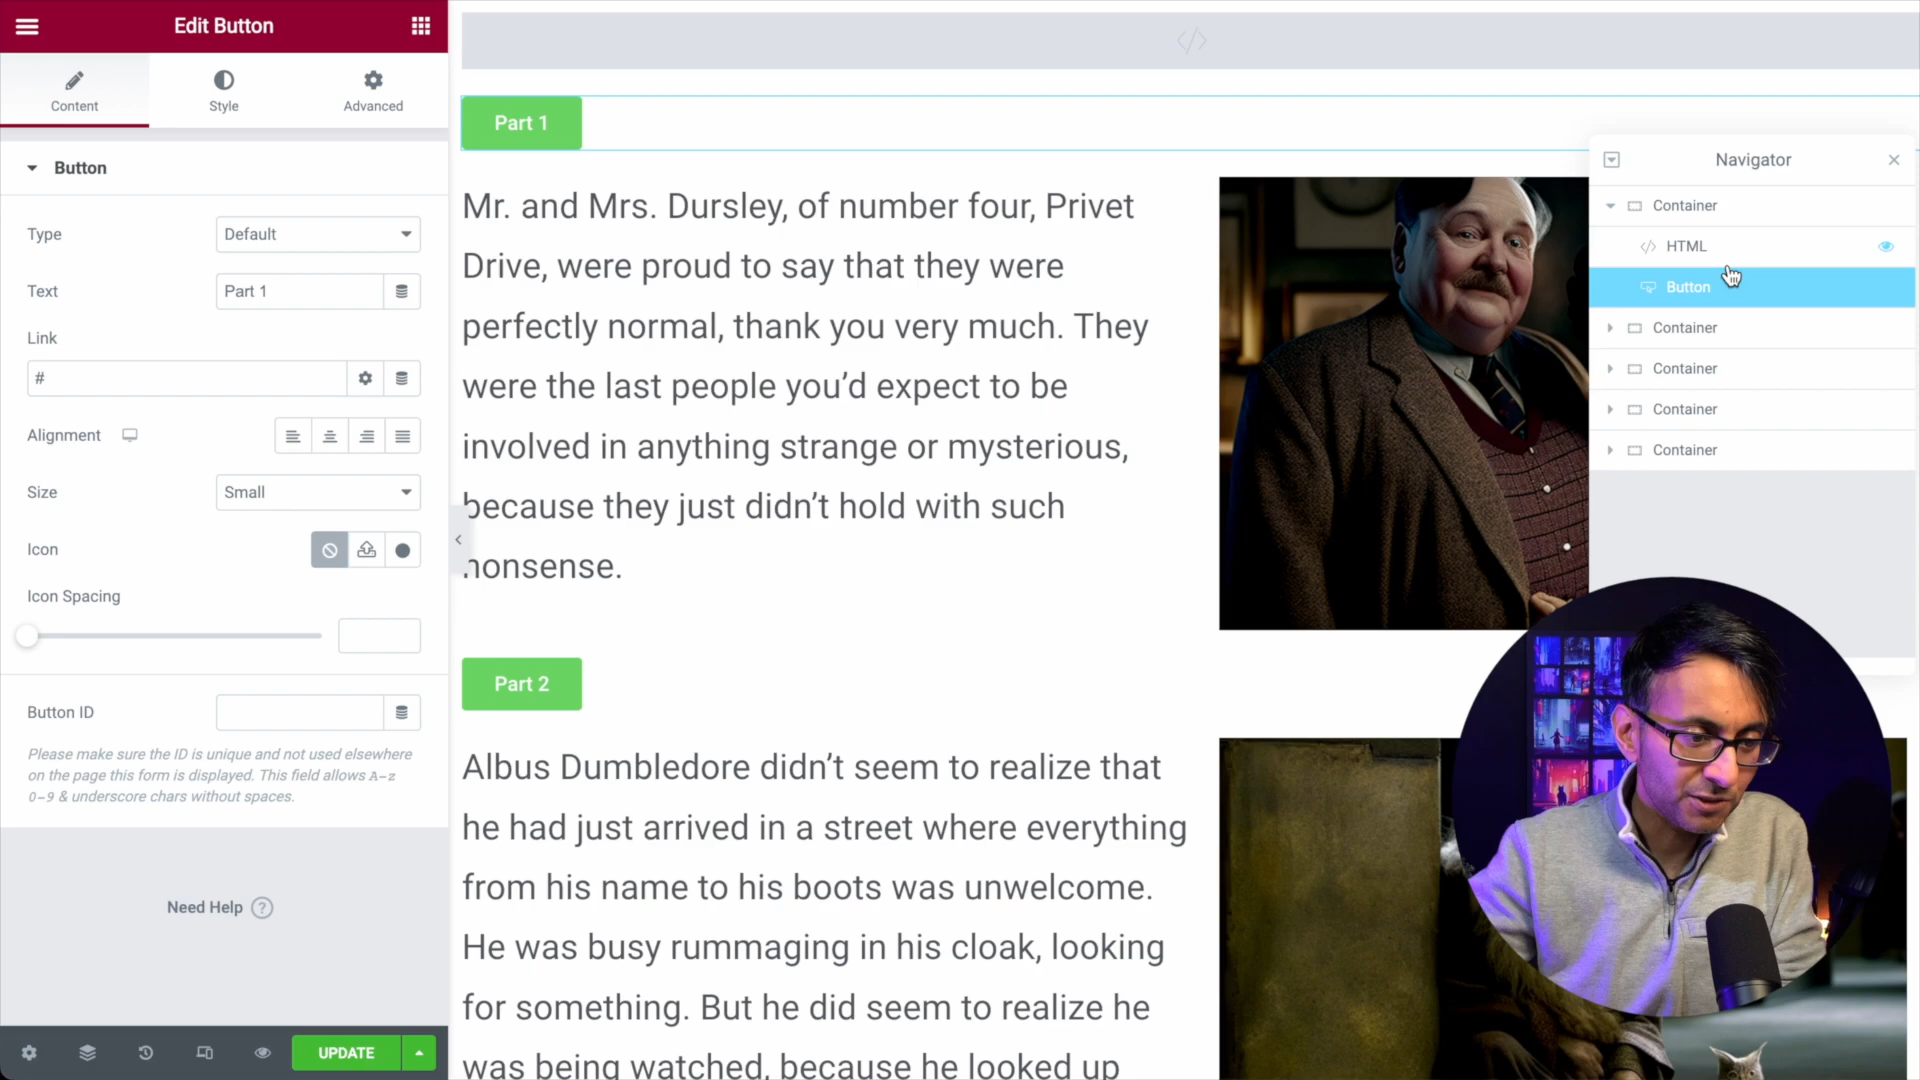 Edit Button
Content
Style
Advanced
Button
Type
Default
Text
Part 1
Link
#
Alignment
Size
Small
Icon
Icon Spacing
Button ID
Please make sure the ID is unique and not used elsewhere
on the page this form is displayed. This field allows A-z
0-9 & underscore chars without spaces.
Need Help ?
UPDATE
</>
Part 1
Mr. and Mrs. Dursley, of number four, Privet
Drive, were proud to say that they were
perfectly normal, thank you very much. They
were the last people you’d expect to be
involved in anything strange or mysterious,
because they just didn’t hold with such
nonsense.
Part 2
Albus Dumbledore didn’t seem to realize that
he had just arrived in a street where everything
from his name to his boots was unwelcome.
He was busy rummaging in his cloak, looking
for something. But he did seem to realize he
was being watched, because he looked up
Navigator
Container
</> HTML
Button
Container
Container
Container
Container